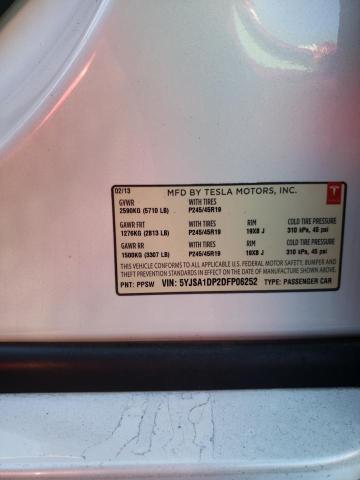 02/13 MFD BY TESLA MOTORS, INC.
GVWR WITH TIRES
2590KG (5710 LB) P245/45R19
GAWR FRT WITH TIRES RIM COLD TIRE PRESSURE
1276KG (2813 LB) P245/45R19 19X8 J 310 kPa, 45 psi
GAWR RR WITH TIRES RIM COLD TIRE PRESSURE
1500KG (3307 LB) P245/45R19 19X8 J 310 kPa, 45 psi
THIS VEHICLE CONFORMS TO ALL APPLICABLE U.S. FEDERAL MOTOR SAFETY, BUMPER AND
THEFT PREVENTION STANDARDS IN EFFECT ON THE DATE OF MANUFACTURE SHOWN ABOVE.
PNT: PPSW VIN: 5YJSA1DP2DFP06252 TYPE: PASSENGER CAR